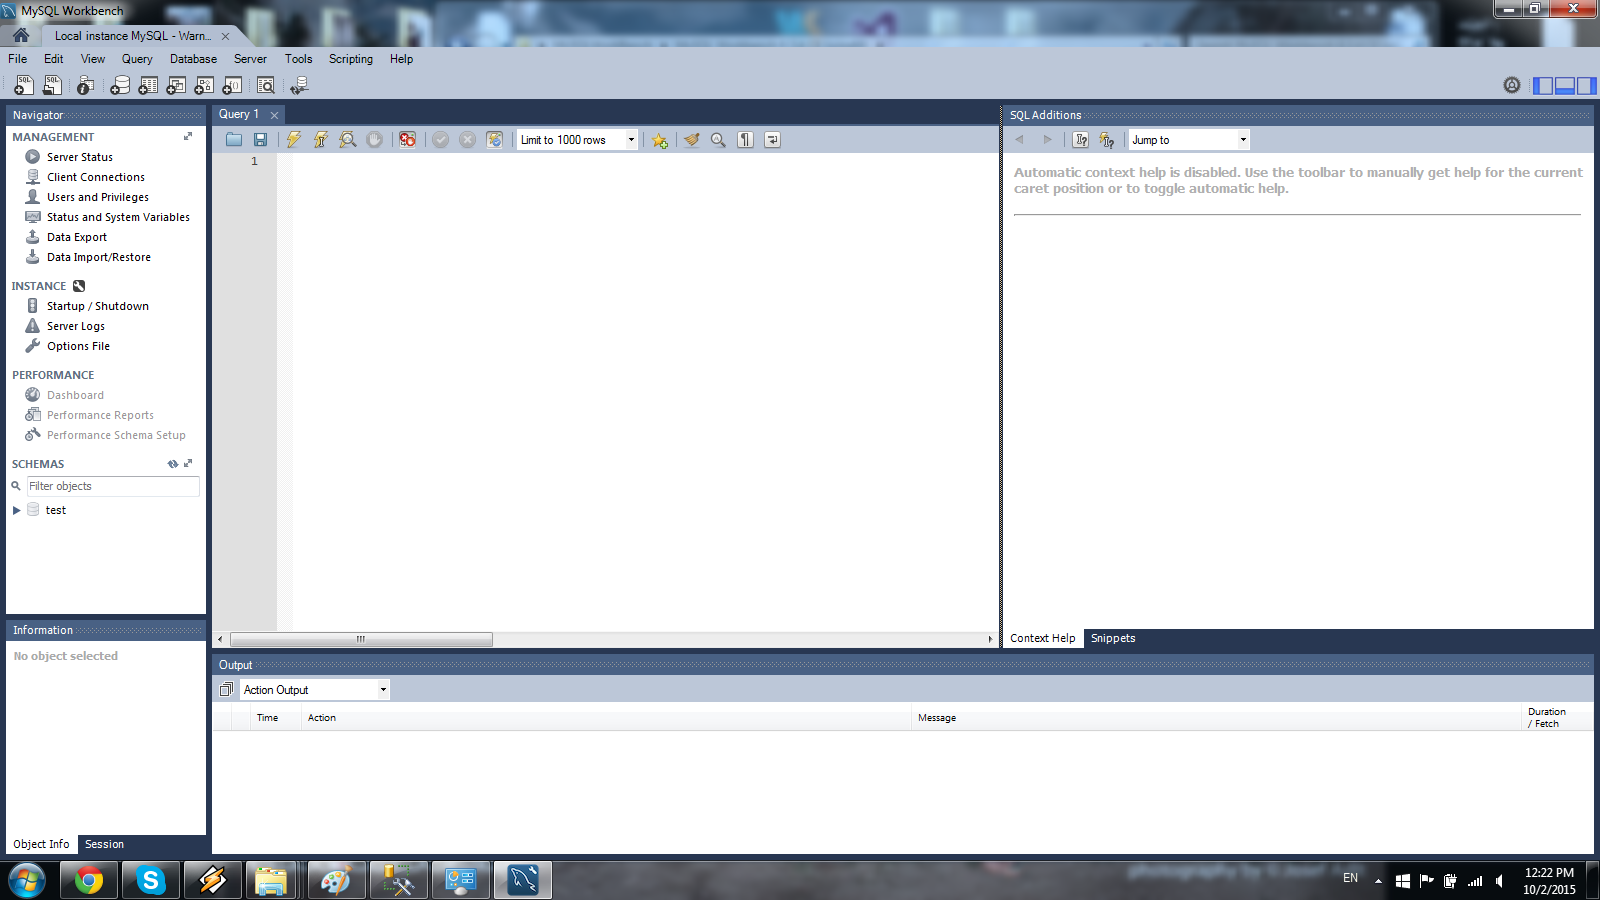 MySQL Workbench
Local instance MySQL - Warn...
File Edit View Query Database Server Tools Scripting Help
Navigator
MANAGEMENT
Server Status
Client Connections
Users and Privileges
Status and System Variables
Data Export
Data Import/Restore
INSTANCE
Startup / Shutdown
Server Logs
Options File
PERFORMANCE
Dashboard
Performance Reports
Performance Schema Setup
SCHEMAS
Filter objects
test
Information
No object selected
Object Info Session
Query 1
Limit to 1000 rows
1
SQL Additions
Jump to
Automatic context help is disabled. Use the toolbar to manually get help for the current
caret position or to toggle automatic help.
Context Help Snippets
Output
Action Output
Time Action Message Duration
/ Fetch
EN
12:22 PM
10/2/2015